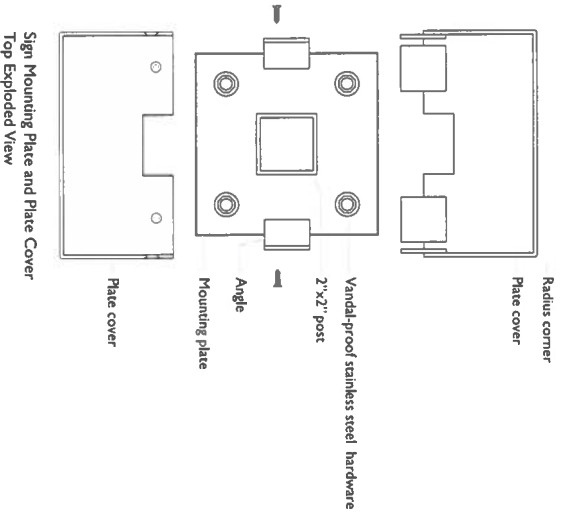 Radius corner
Plate cover
Vandal-proof stainless steel hardware
2"x2" post
Angle
Mounting plate
Plate cover
Sign Mounting Plate and Plate Cover
Top Exploded View